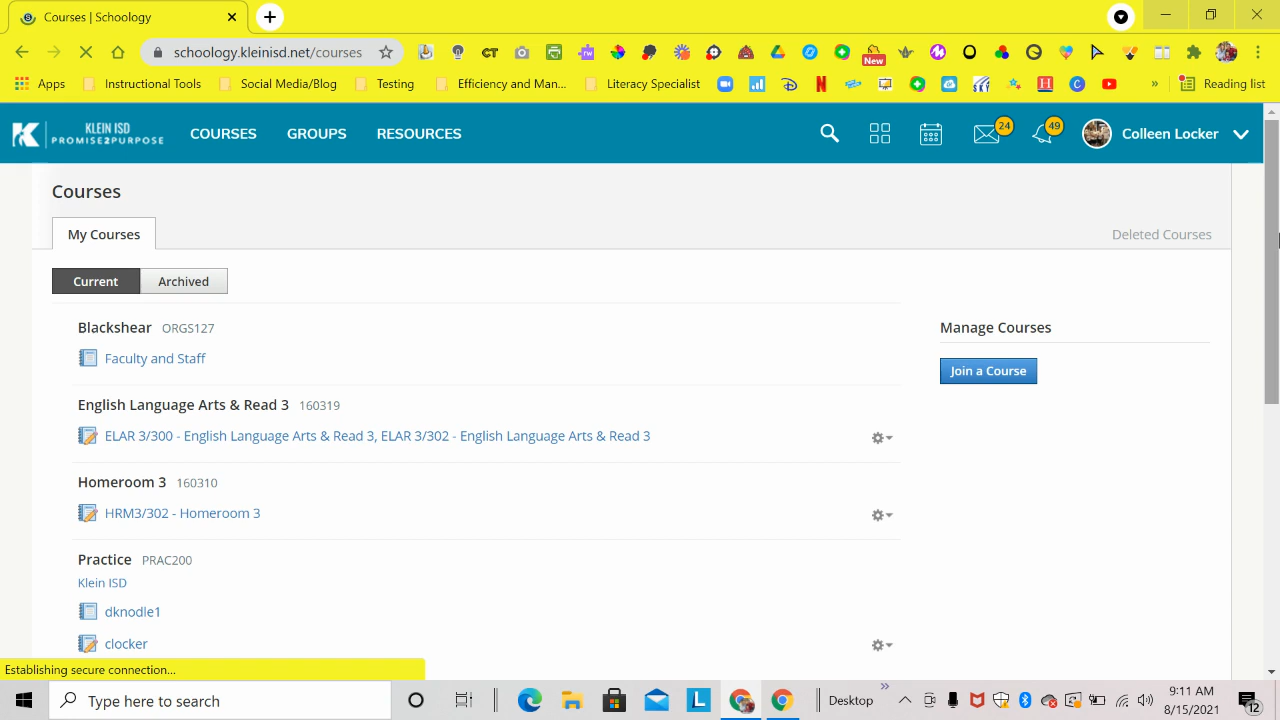 Courses | Schoology
schoology.kleinisd.net/courses
CT
rw
New
Apps
Instructional Tools
Social Media/Blog
Testing
Efficiency and Man...
Literacy Specialist
»
Reading list
K
KLEIN ISD
PROMISE2PURPOSE
COURSES
GROUPS
RESOURCES
24
49
Colleen Locker
Courses
My Courses
Deleted Courses
Current
Archived
Blackshear ORGS127
Manage Courses
Faculty and Staff
Join a Course
English Language Arts & Read 3 160319
ELAR 3/300 - English Language Arts & Read 3, ELAR 3/302 - English Language Arts & Read 3
Homeroom 3 160310
HRM3/302 - Homeroom 3
Practice PRAC200
Klein ISD
dknodle1
clocker
Establishing secure connection...
Type here to search
L
Desktop
»
9:11 AM
8/15/2021
12